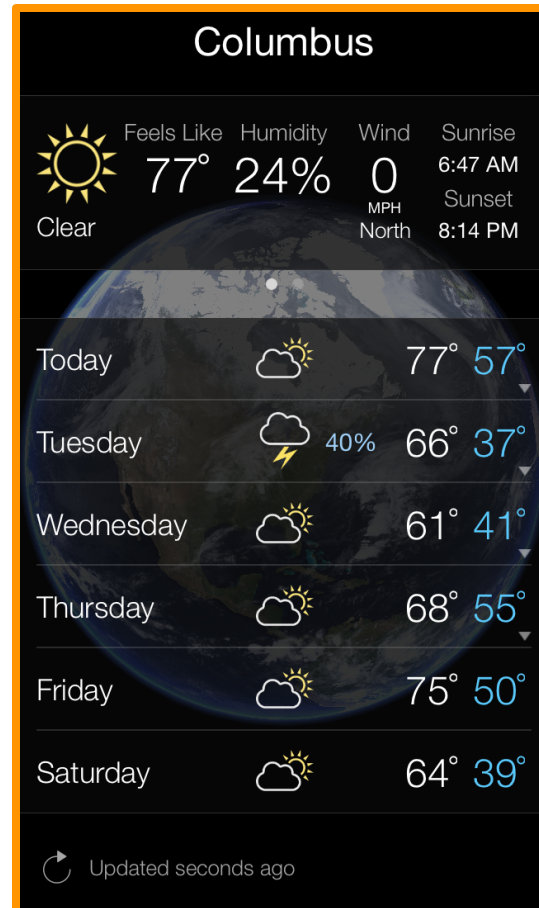 Columbus
Feels Like Humidity Wind Sunrise
77° 24% 0 6:47 AM
MPH Sunset
Clear North 8:14 PM
Today 77° 57°
Tuesday 40% 66° 37°
Wednesday 61° 41°
Thursday 68° 55°
Friday 75° 50°
Saturday 64° 39°
Updated seconds ago